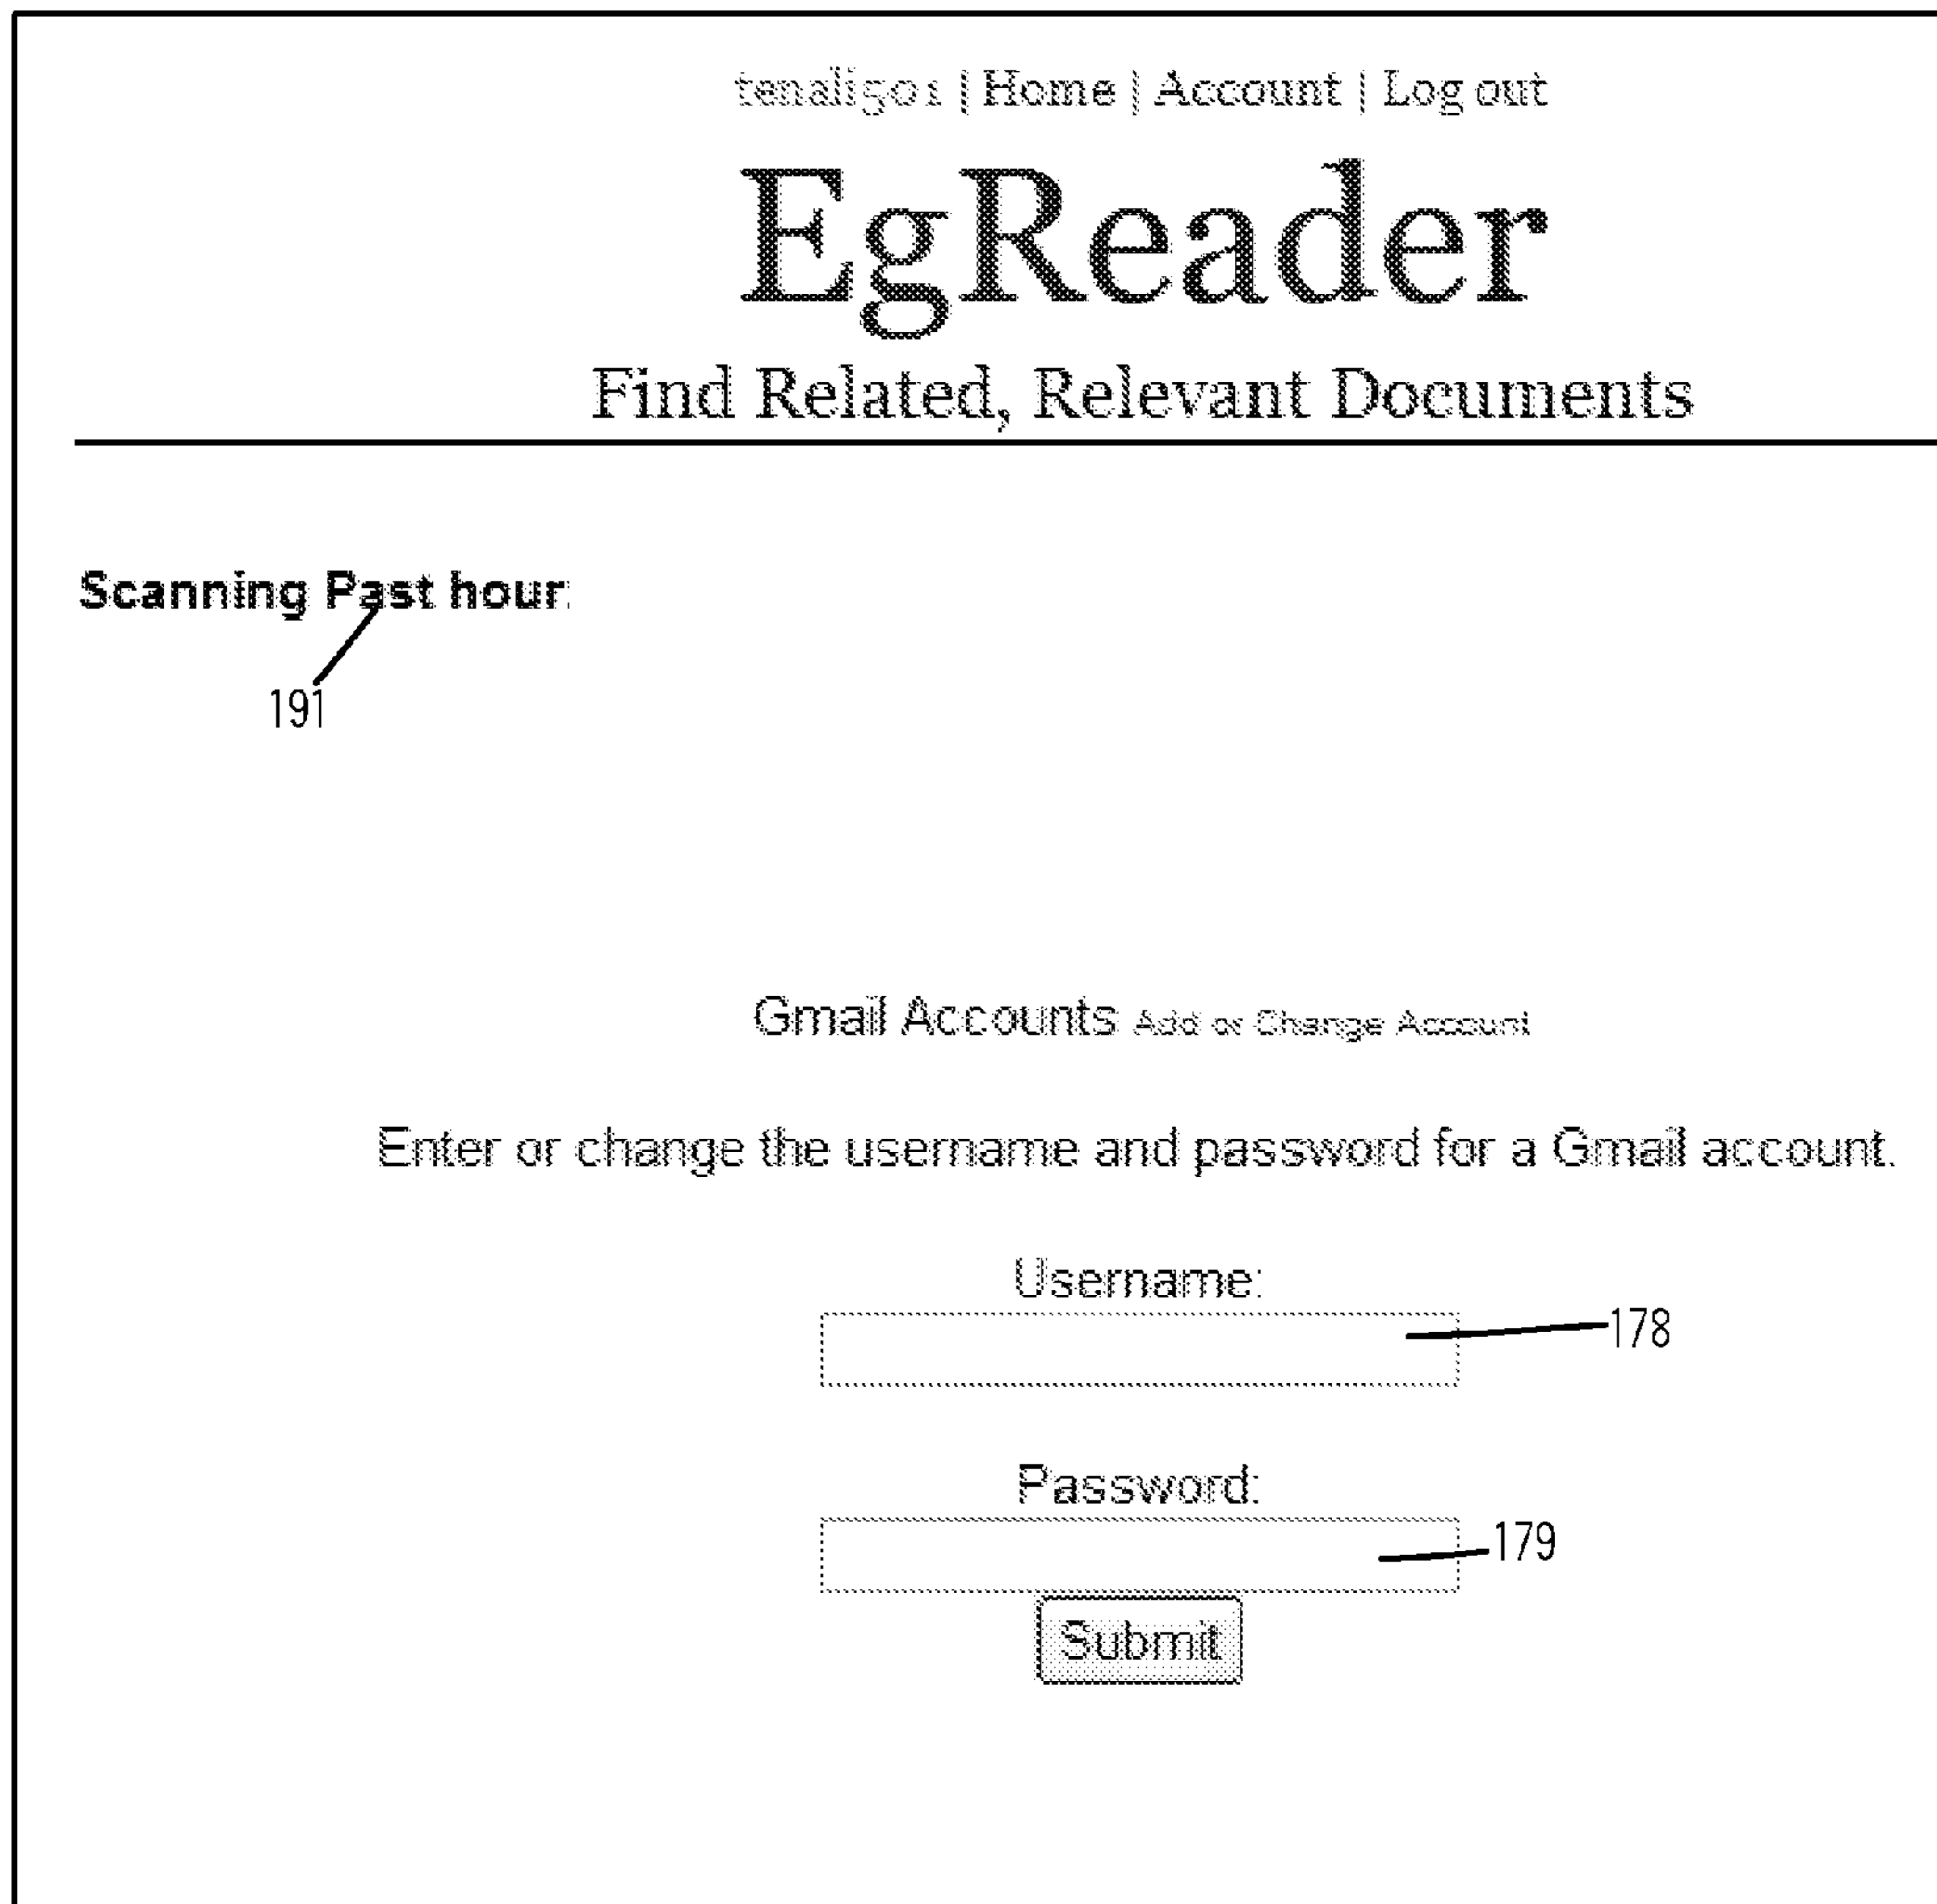 tenali501 | Home | Account | Log out
EgReader
Find Related, Relevant Documents
Scanning Past hour:
191
Gmail Accounts Add or Change Account
Enter or change the username and password for a Gmail account.
Username:
178
Password:
179
Submit